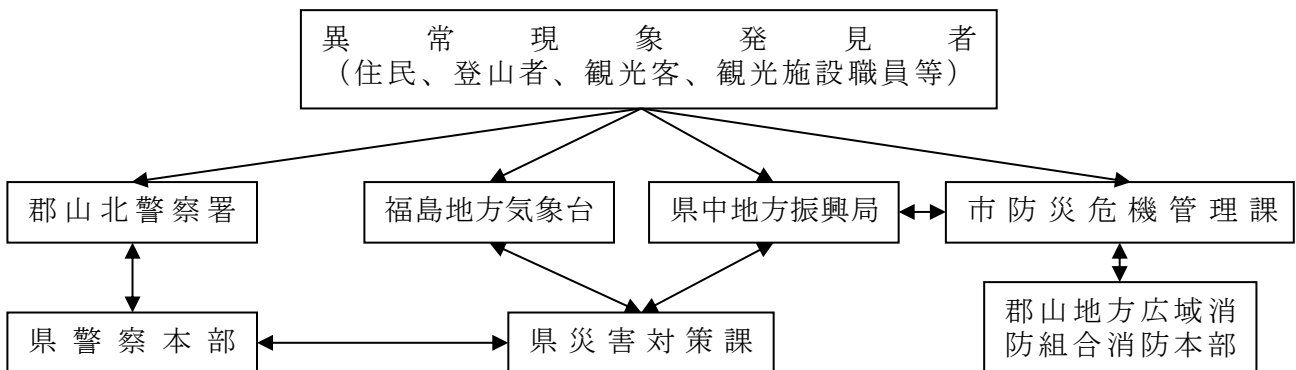 異常現象発見者
（住民、登山者、観光客、観光施設職員等）
郡山北警察署
福島地方気象台
県中地方振興局
市防災危機管理課
県警察本部
県災害対策課
郡山地方広域消
防組合消防本部